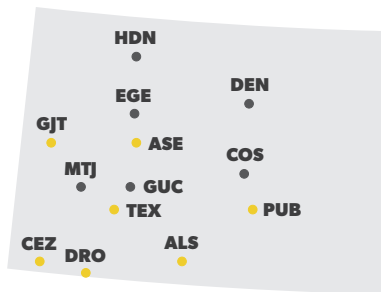 HDN
DEN
EGE
GJT
ASE
COS
MTJ
GUC
TEX
PUB
CEZ
DRO
ALS